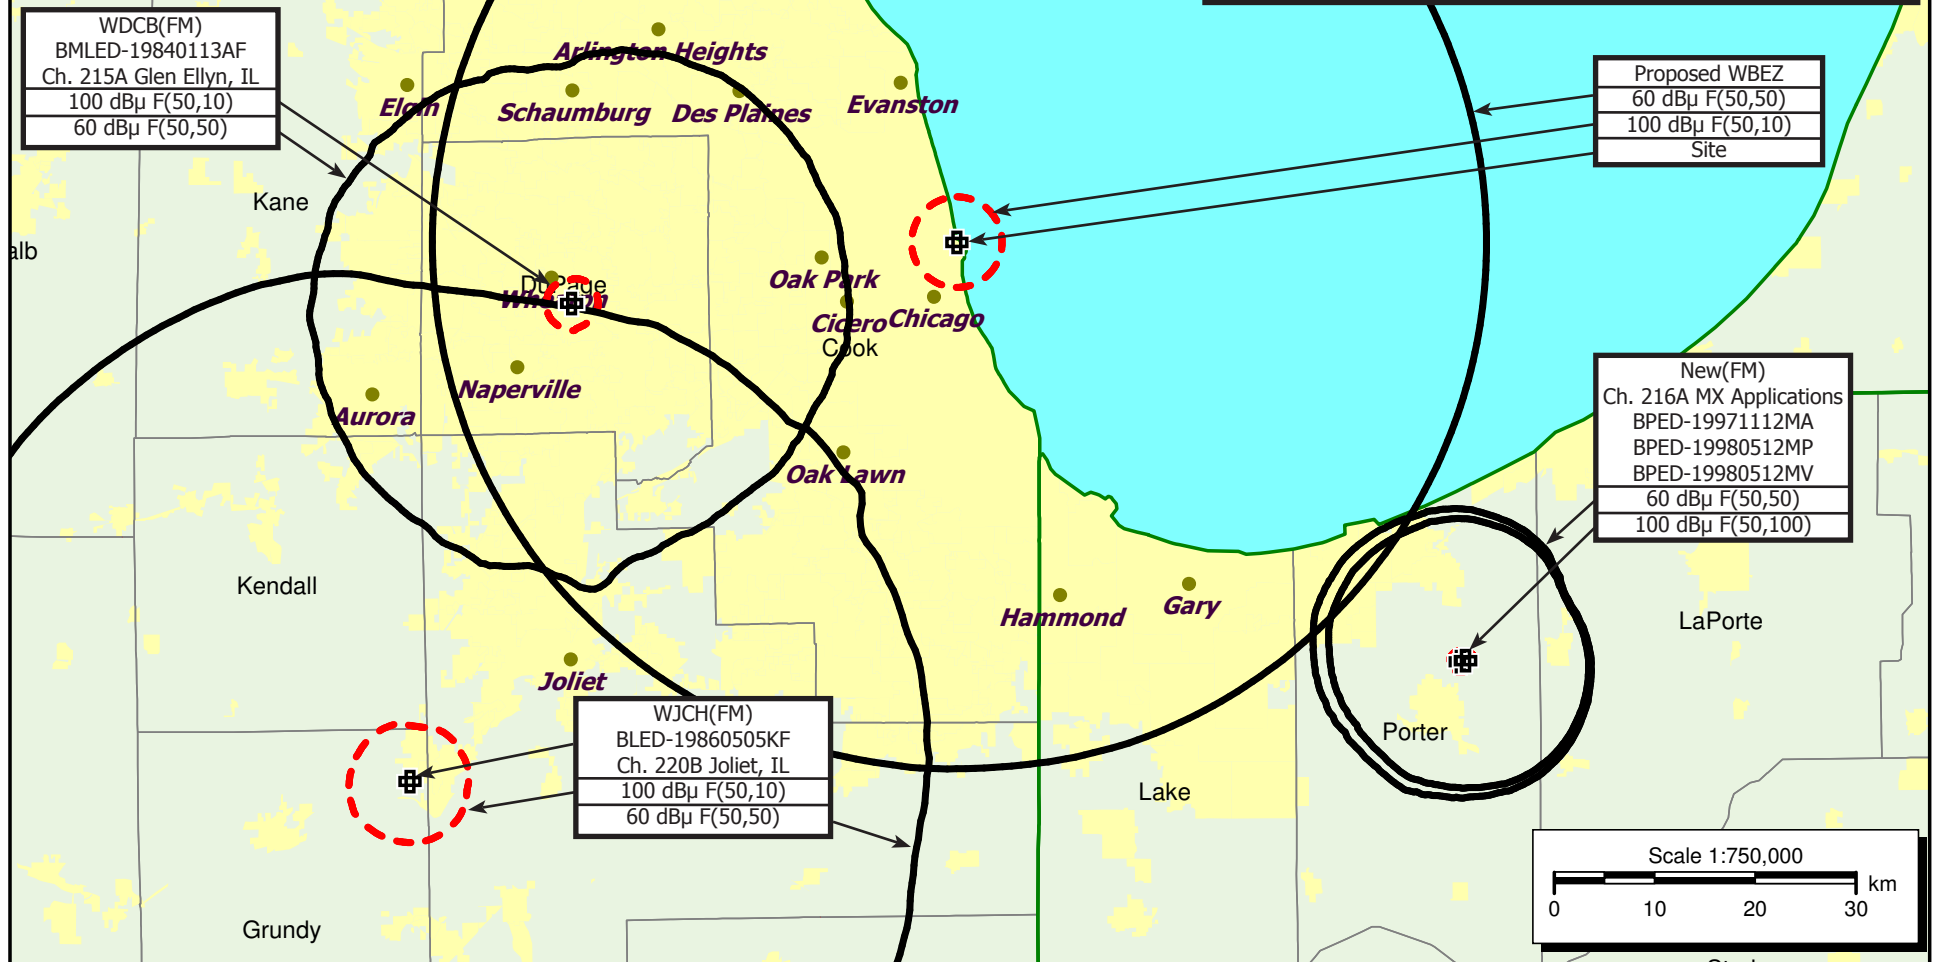 WDCB(FM)
BMLED-19840113AF
Ch. 215A Glen Ellyn, IL
100 dBµ F(50,10)
60 dBµ F(50,50)
Arlington Heights
Elgin
Schaumburg
Des Plaines
Evanston
Proposed WBEZ
60 dBµ F(50,50)
100 dBµ F(50,10)
Site
Kane
alb
DuPage
Oak Park
Cicero
Chicago
Cook
Naperville
Aurora
Oak Lawn
New(FM)
Ch. 216A MX Applications
BPED-19971112MA
BPED-19980512MP
BPED-19980512MV
60 dBµ F(50,50)
100 dBµ F(50,100)
Kendall
Hammond
Gary
LaPorte
Joliet
WJCH(FM)
BLED-19860505KF
Ch. 220B Joliet, IL
100 dBµ F(50,10)
60 dBµ F(50,50)
Porter
Lake
Grundy
Scale 1:750,000
km
0 10 20 30